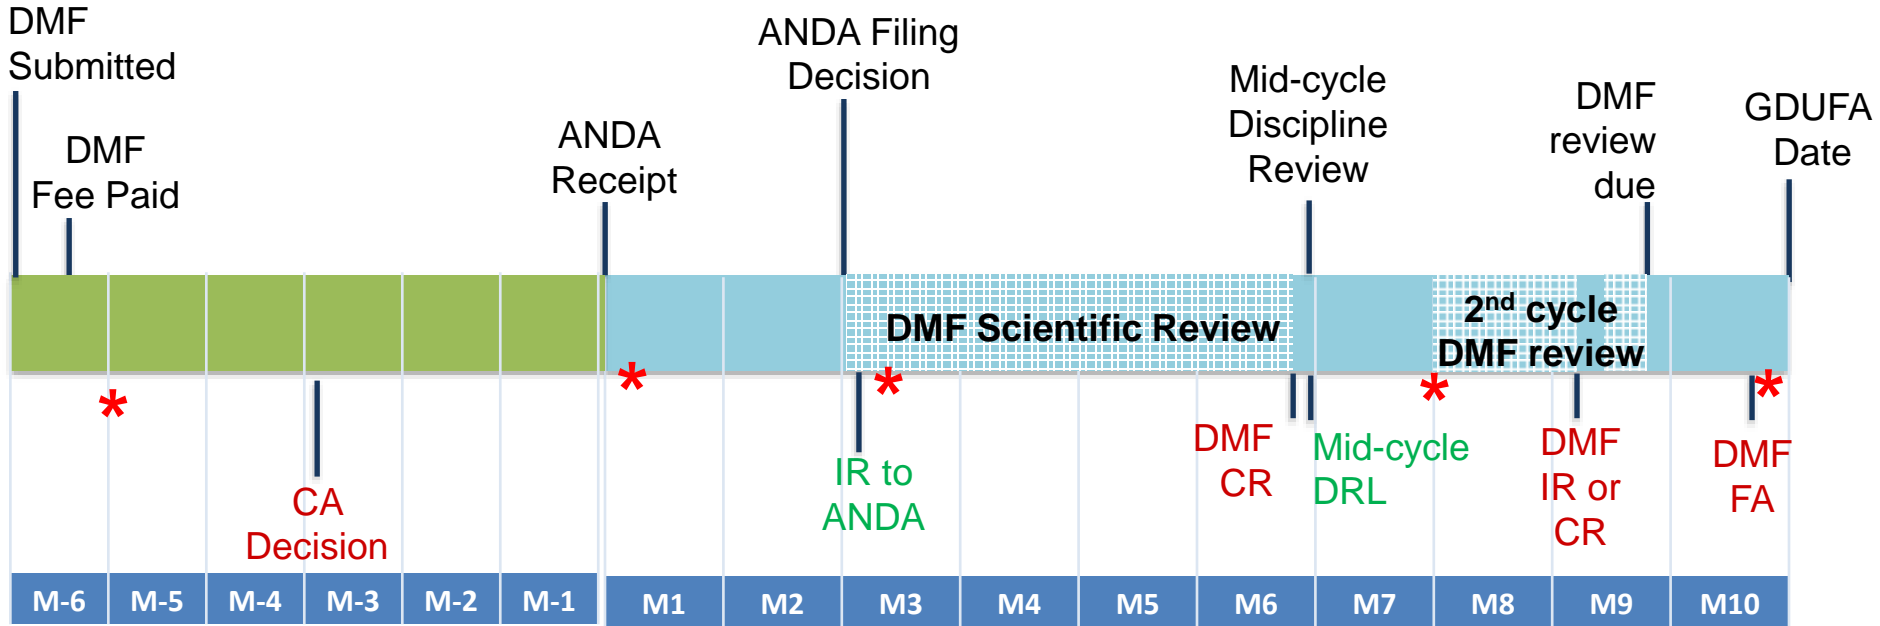 DMF
Submitted
DMF
Fee Paid
ANDA
Receipt
ANDA Filing
Decision
Mid-cycle
Discipline
Review
DMF
review
due
GDUFA
Date
DMF Scientific Review
2nd cycle
DMF review
*
*
*
*
*
CA
Decision
IR to
ANDA
DMF
CR
Mid-cycle
DRL
DMF
IR or
CR
DMF
FA
M-6 M-5 M-4 M-3 M-2 M-1 M1 M2 M3 M4 M5 M6 M7 M8 M9 M10